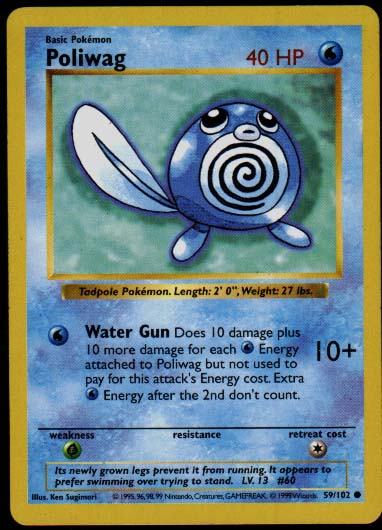 Basic Pokémon
Poliwag 40 HP
Tadpole Pokémon. Length: 2' 0", Weight: 27 lbs.
Water Gun Does 10 damage plus
10 more damage for each Energy
attached to Poliwag but not used to
pay for this attack's Energy cost. Extra
Energy after the 2nd don't count.
10+
weakness resistance retreat cost
Its newly grown legs prevent it from running. It appears to
prefer swimming over trying to stand. LV. 13 #60
Illus. Ken Sugimori © 1995, 96, 98, 99 Nintendo, Creatures, GAMEFREAK. © 1999 Wizards. 59/102